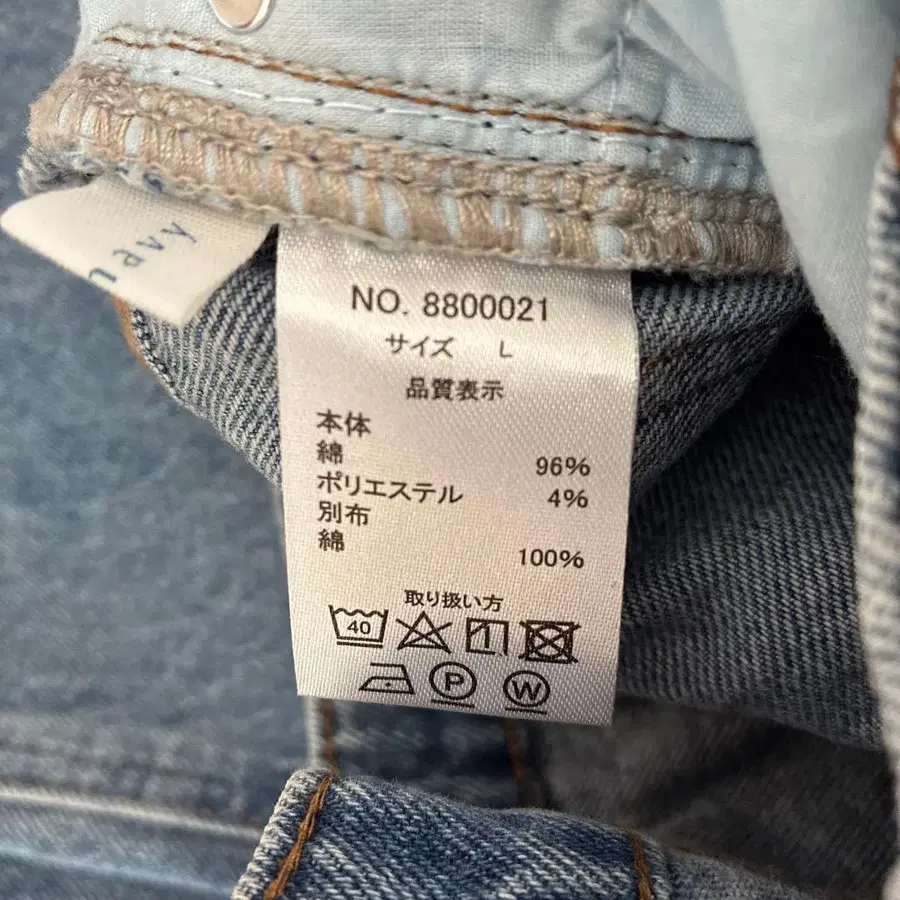 navy
NO. 8800021
サイズ L
品質表示
本体
綿 96%
ポリエステル 4%
別布
綿 100%
取り扱い方
40
P W